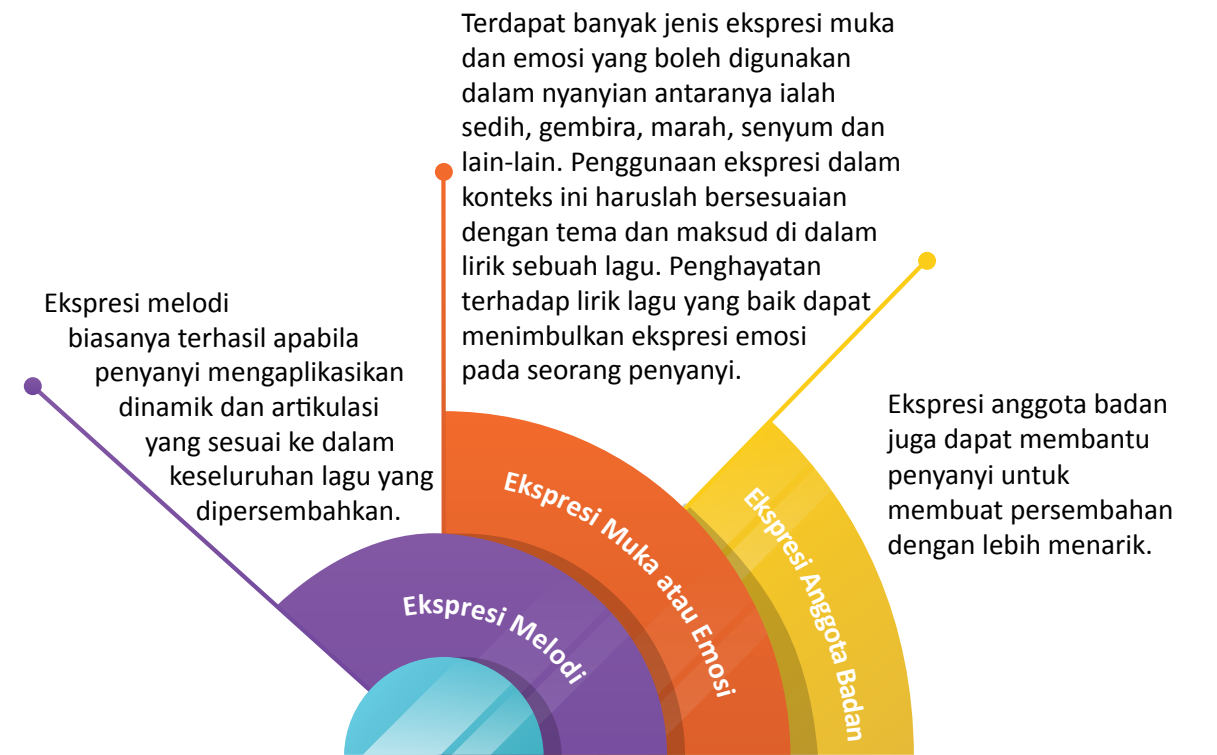 Terdapat banyak jenis ekspresi muka
dan emosi yang boleh digunakan
dalam nyanyian antaranya ialah
sedih, gembira, marah, senyum dan
lain-lain. Penggunaan ekspresi dalam
konteks ini haruslah bersesuaian
dengan tema dan maksud di dalam
lirik sebuah lagu. Penghayatan
terhadap lirik lagu yang baik dapat
menimbulkan ekspresi emosi
pada seorang penyanyi.
Ekspresi melodi
biasanya terhasil apabila
penyanyi mengaplikasikan
dinamik dan artikulasi
yang sesuai ke dalam
keseluruhan lagu yang
dipersembahkan.
Ekspresi anggota badan
juga dapat membantu
penyanyi untuk
membuat persembahan
dengan lebih menarik.
Ekspresi Melodi
Ekspresi Muka atau Emosi
Ekspresi Anggota Badan